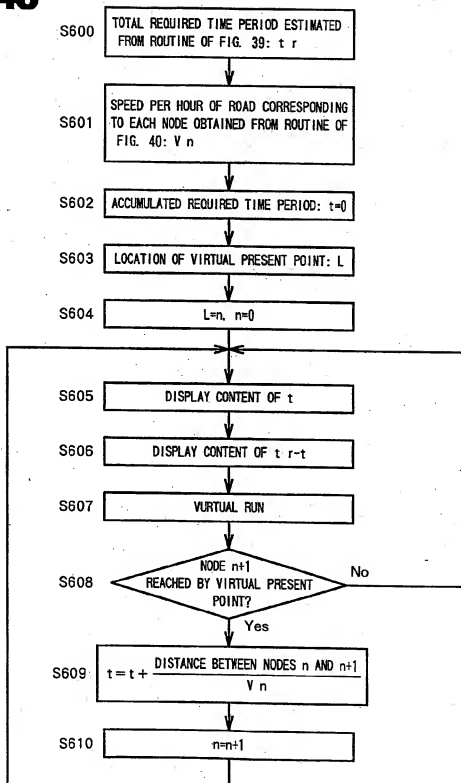 S600
TOTAL REQUIRED TIME PERIOD ESTIMATED
FROM ROUTINE OF FIG. 39: t r
S601
SPEED PER HOUR OF ROAD CORRESPONDING
TO EACH NODE OBTAINED FROM ROUTINE OF
FIG. 40: V n
S602
ACCUMULATED REQUIRED TIME PERIOD: t=0
S603
LOCATION OF VIRTUAL PRESENT POINT: L
S604
L=n, n=0
S605
DISPLAY CONTENT OF t
S606
DISPLAY CONTENT OF t r-t
S607
VURTUAL RUN
S608
NODE n+1
REACHED BY VIRTUAL PRESENT
POINT?
No
Yes
S609
t=t+ DISTANCE BETWEEN NODES n AND n+1
V n
S610
n=n+1